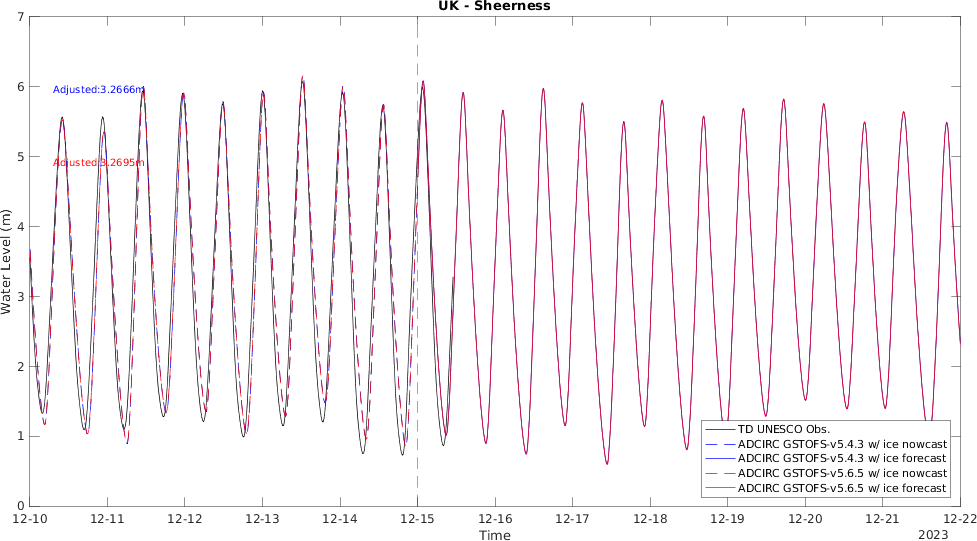 UK - Sheerness
7
6
5
4
3
2
1
0
Water Level (m)
Adjusted:3.2666m
Adjusted:3.2695m
TD UNESCO Obs.
ADCIRC GSTOFS-v5.4.3 w/ ice nowcast
ADCIRC GSTOFS-v5.4.3 w/ ice forecast
ADCIRC GSTOFS-v5.6.5 w/ ice nowcast
ADCIRC GSTOFS-v5.6.5 w/ ice forecast
12-10 12-11 12-12 12-13 12-14 12-15 12-16 12-17 12-18 12-19 12-20 12-21 12-22
Time
2023